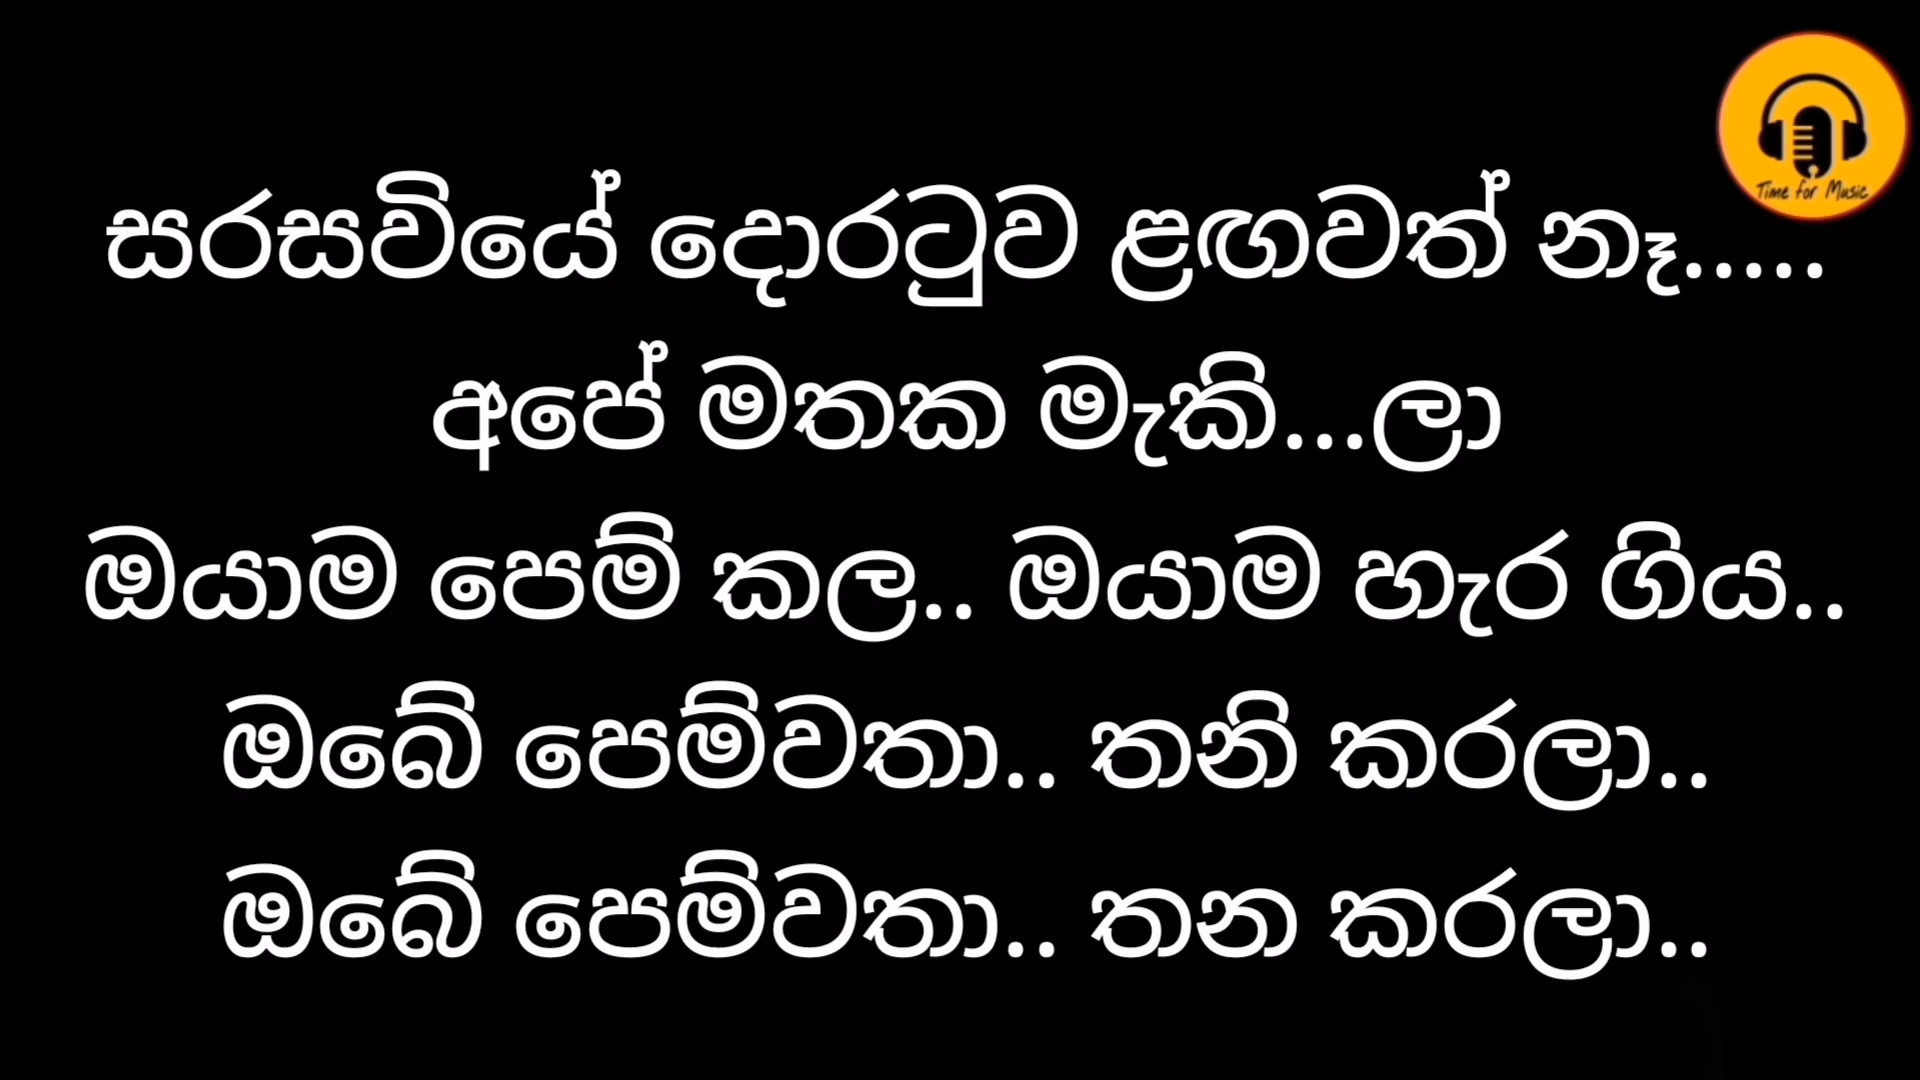 Time for Music
සරසවියේ දොරටුව ළඟවත් නෑ.....
අපේ මතක මැකි...ලා
ඔයාම පෙම් කල.. ඔයාම හැර ගිය..
ඔබේ පෙම්වතා.. තනි කරලා..
ඔබේ පෙම්වතා.. තන කරලා..